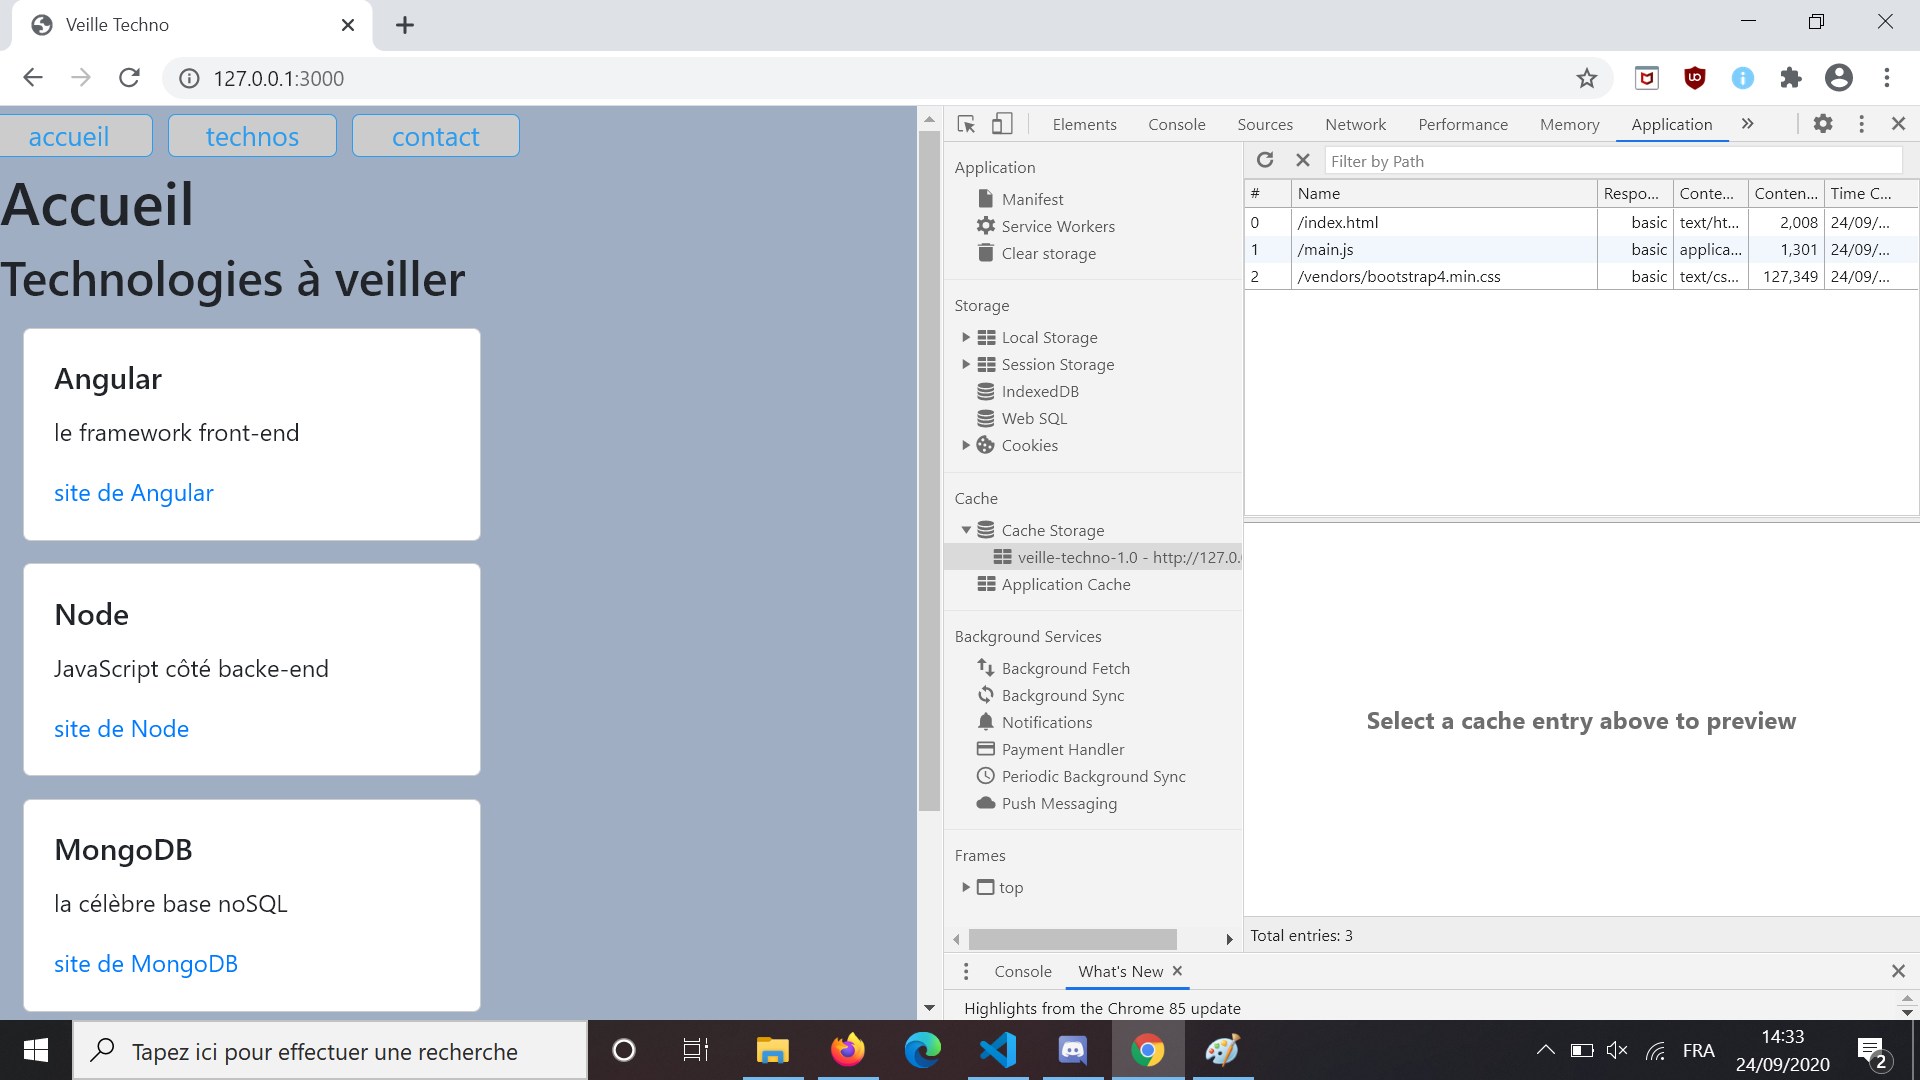 Veille Techno
127.0.0.1:3000
accueil technos contact
Accueil
Technologies à veiller
Angular
le framework front-end
site de Angular
Node
JavaScript côté backe-end
site de Node
MongoDB
la célèbre base noSQL
site de MongoDB
Elements Console Sources Network Performance Memory Application
Application
Manifest
Service Workers
Clear storage
Storage
Local Storage
Session Storage
IndexedDB
Web SQL
Cookies
Cache
Cache Storage
veille-techno-1.0 - http://127.0.
Application Cache
Background Services
Background Fetch
Background Sync
Notifications
Payment Handler
Periodic Background Sync
Push Messaging
Frames
top
Filter by Path
# Name Respo... Conte... Conten... Time C...
0 /index.html basic text/ht... 2,008 24/09/...
1 /main.js basic applica... 1,301 24/09/...
2 /vendors/bootstrap4.min.css basic text/cs... 127,349 24/09/...
Select a cache entry above to preview
Total entries: 3
Console What's New
Highlights from the Chrome 85 update
Tapez ici pour effectuer une recherche
FRA
14:33
24/09/2020
2